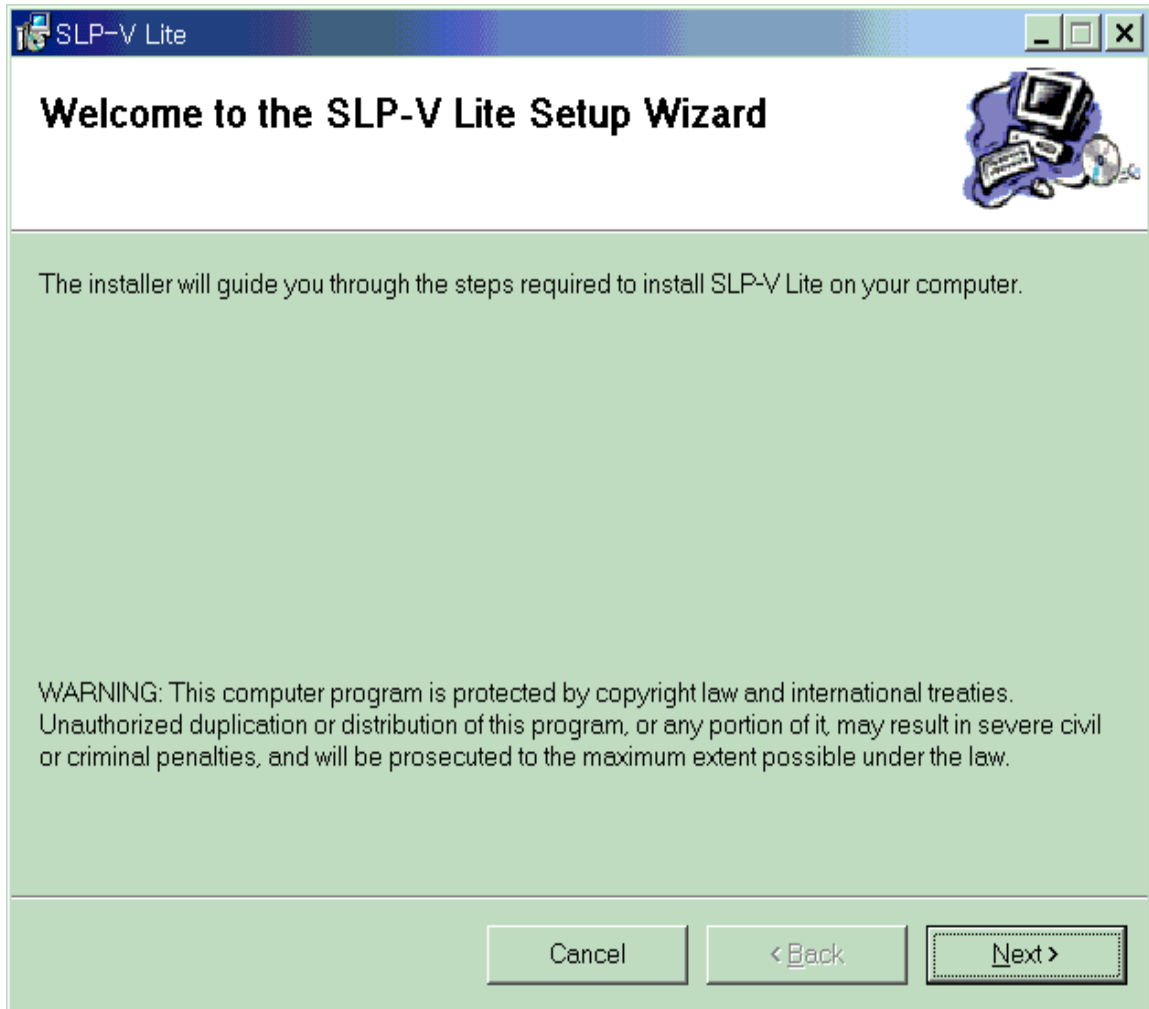 SLP-V Lite
Welcome to the SLP-V Lite Setup Wizard
The installer will guide you through the steps required to install SLP-V Lite on your computer.
WARNING: This computer program is protected by copyright law and international treaties.
Unauthorized duplication or distribution of this program, or any portion of it, may result in severe civil
or criminal penalties, and will be prosecuted to the maximum extent possible under the law.
Cancel
< Back
Next >